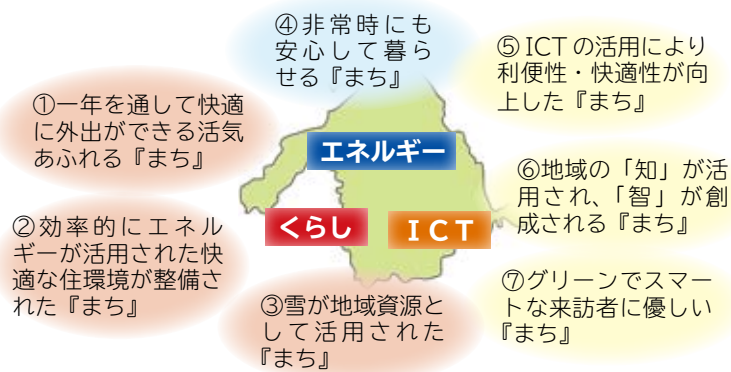 ①一年を通して快適
に外出ができる活気
あふれる『まち』
②効率的にエネル
ギーが活用された快
適な住環境が整備さ
れた『まち』
③雪が地域資源と
して活用された
『まち』
④非常時にも
安心して暮ら
せる『まち』
⑤ICTの活用により
利便性・快適性が向
上した『まち』
⑥地域の「知」が活
用され、「智」が創
成される『まち』
⑦グリーンでスマー
トな来訪者に優しい
『まち』
エネルギー
くらし
ICT